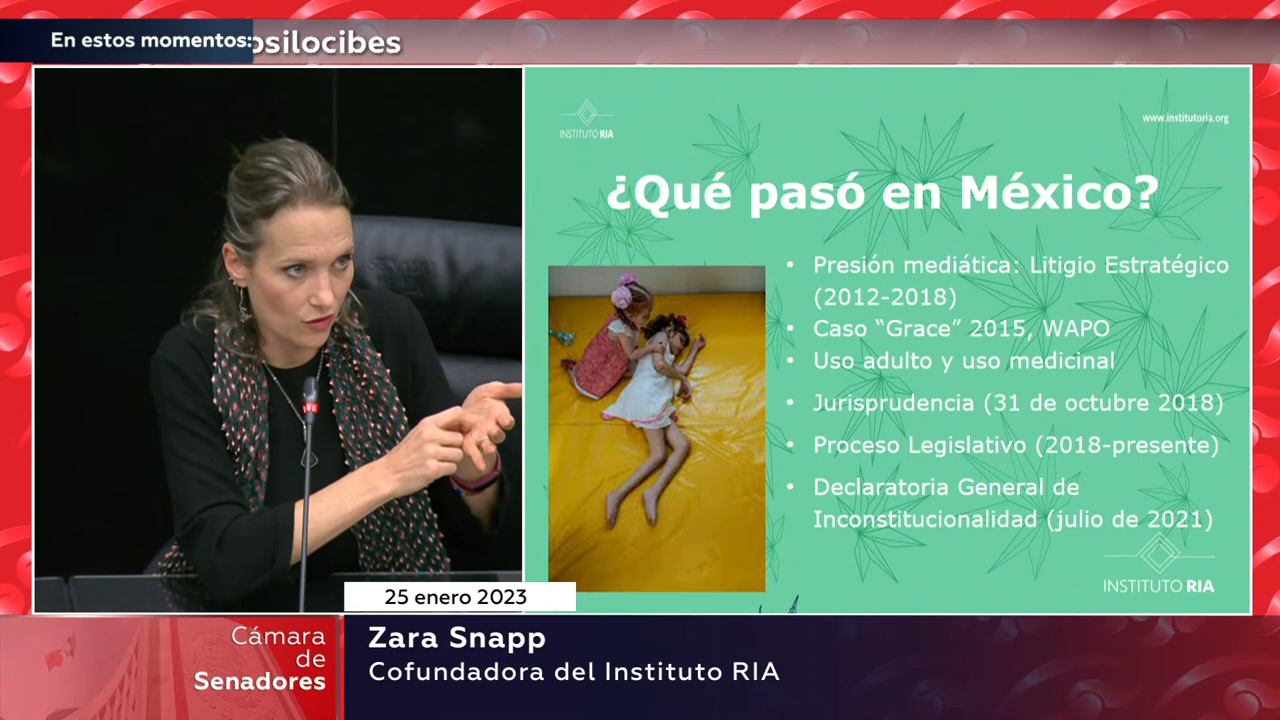 En estos momentos:
osilocibes
INSTITUTO RIA
www.institutoria.org
¿Qué pasó en México?
• Presión mediática: Litigio Estratégico
(2012-2018)
• Caso “Grace” 2015, WAPO
• Uso adulto y uso medicinal
• Jurisprudencia (31 de octubre 2018)
• Proceso Legislativo (2018-presente)
• Declaratoria General de
Inconstitucionalidad (julio de 2021)
INSTITUTO RIA
25 enero 2023
Cámara
de
Senadores
Zara Snapp
Cofundadora del Instituto RIA